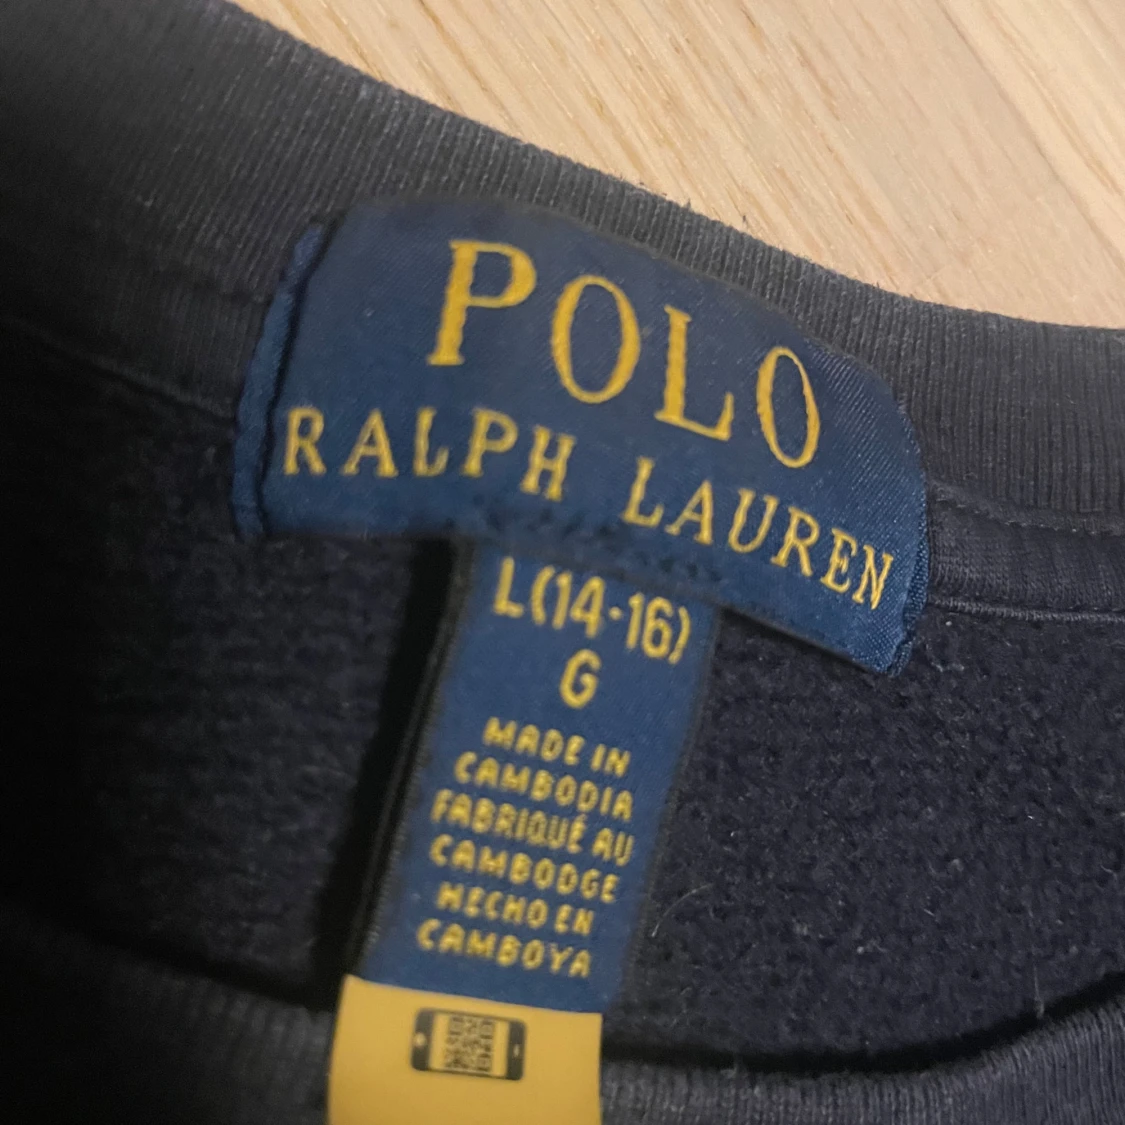 POLO
RALPH LAUREN
L(14-16)
G
MADE IN
CAMBODIA
FABRIQUÉ AU
CAMBODGE
HECHO EN
CAMBOYA